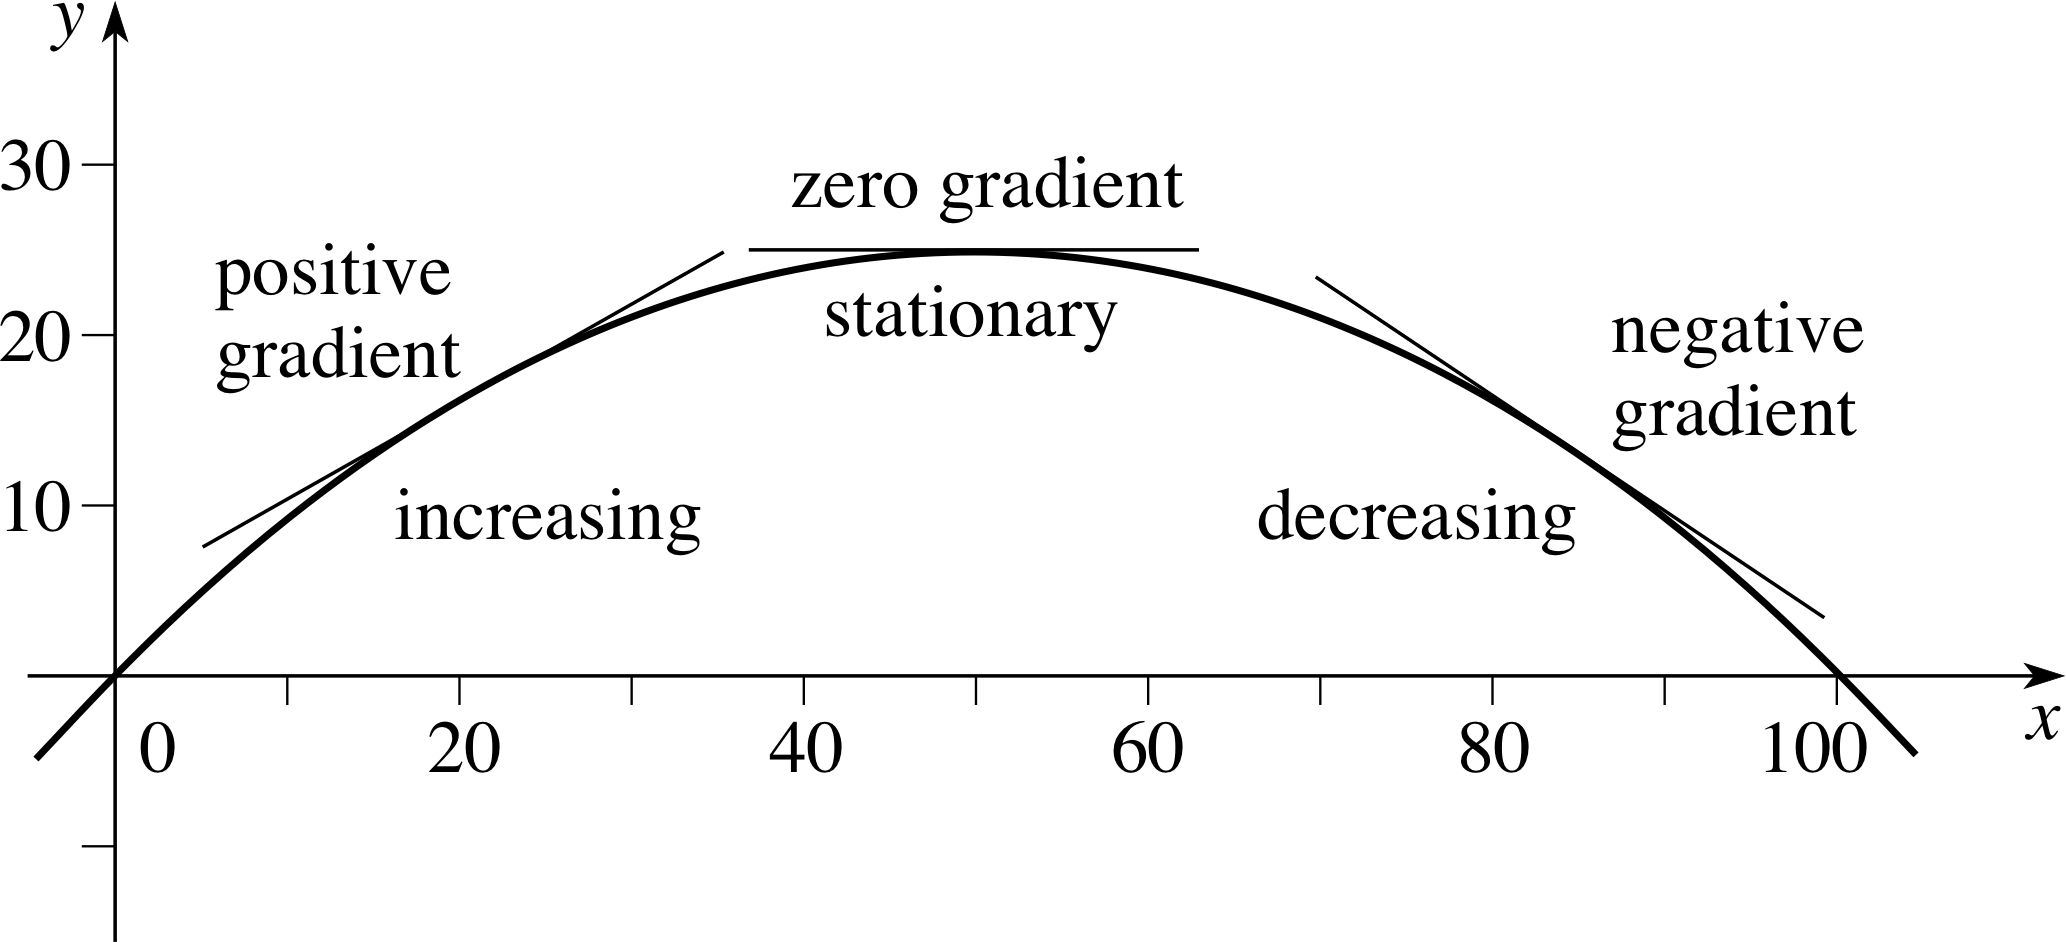 y
30
zero gradient
positive
gradient
20
stationary
negative
gradient
10
increasing
decreasing
0 20 40 60 80 100 x